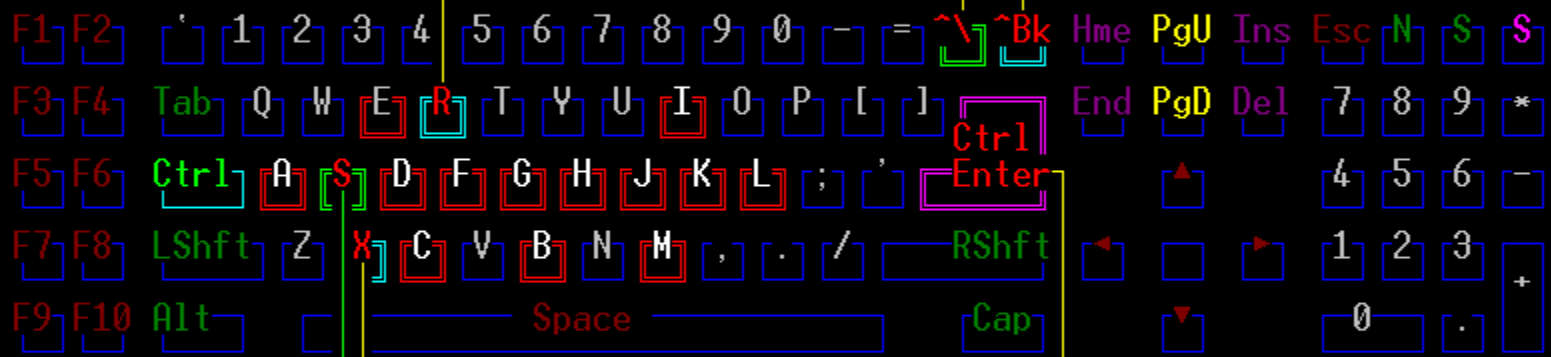 F1 F2 ` 1 2 3 4 5 6 7 8 9 0 - = ^\ ^Bk Hme PgU Ins Esc N S S
F3 F4 Tab Q W E R T Y U I O P [ ] End PgD Del 7 8 9 *
Ctrl
F5 F6 Ctrl A S D F G H J K L ; ' Enter ▲ 4 5 6 -
F7 F8 LShft Z X C V B N M , . / RShft ◄ ► 1 2 3
+
F9 F10 Alt Space Cap ▼ 0 .